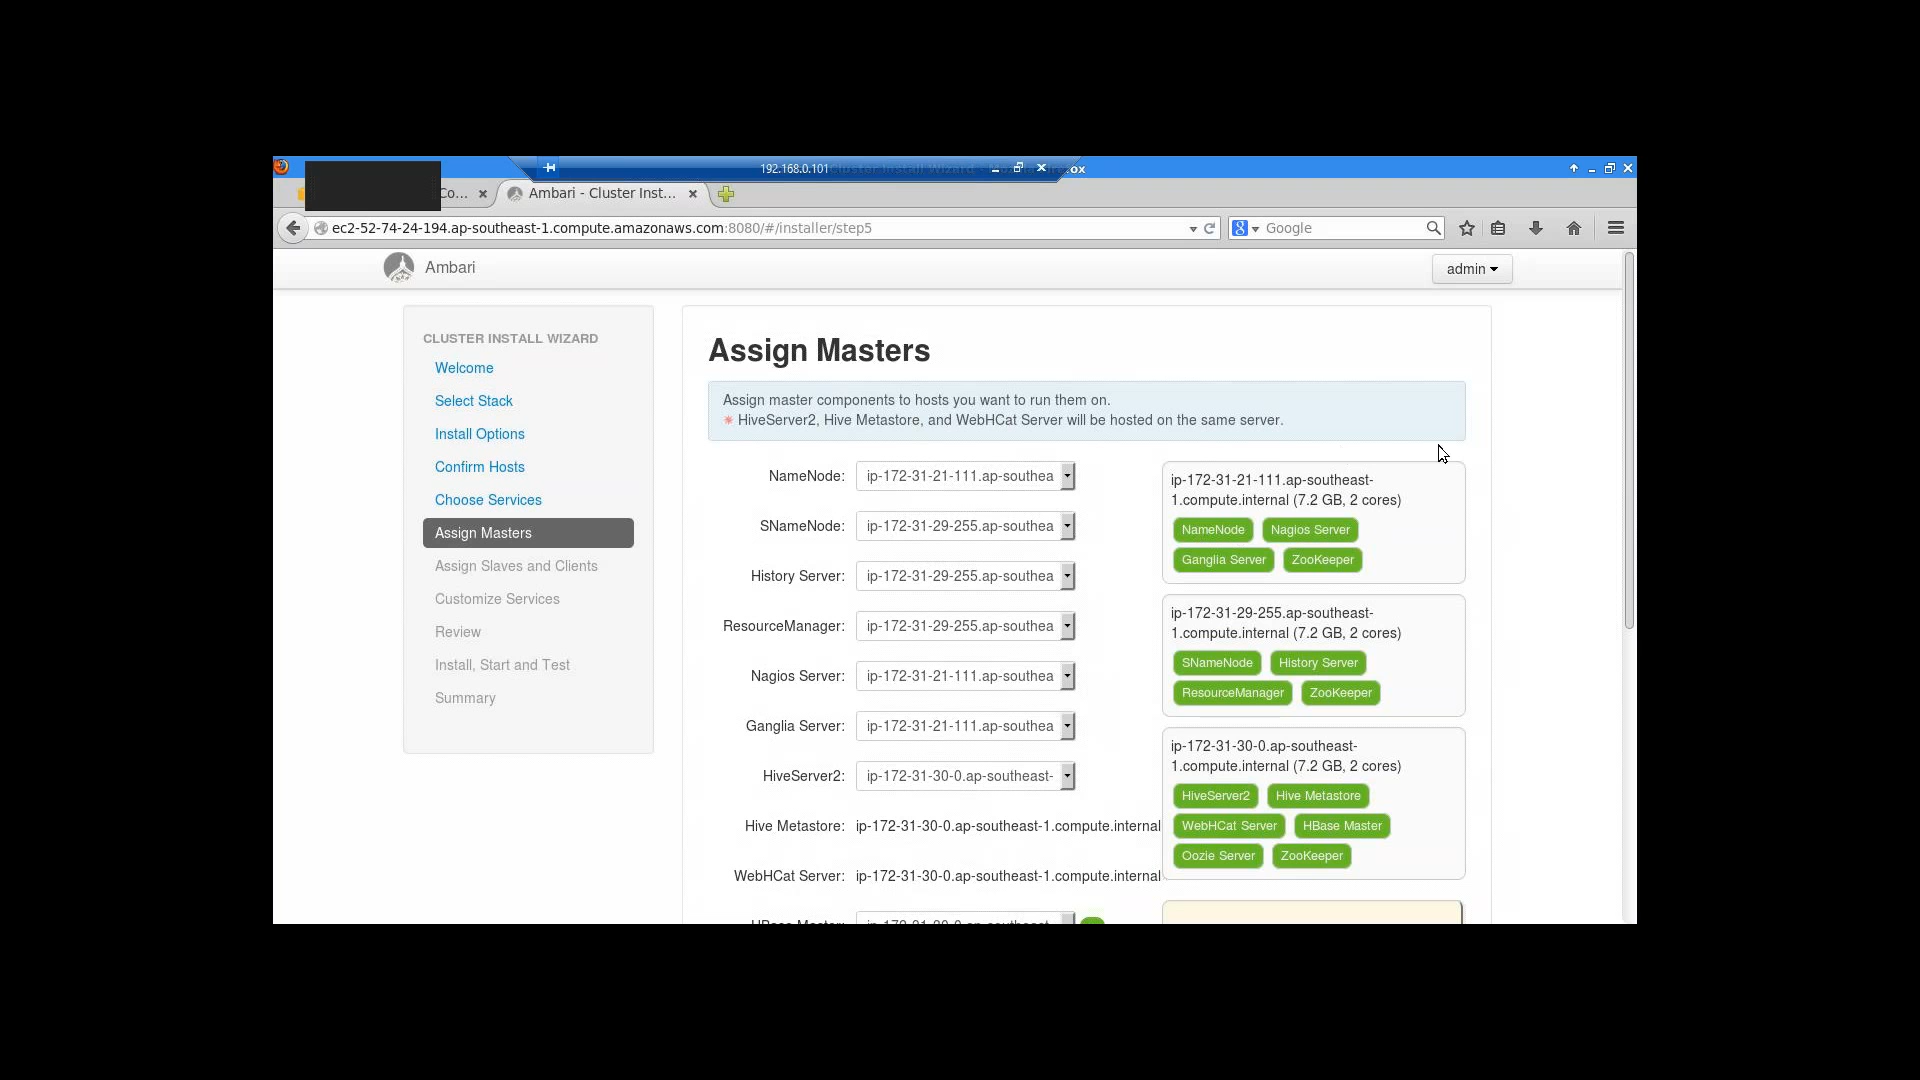 192.168.0.101
ox
Co...
Ambari - Cluster Inst...
ec2-52-74-24-194.ap-southeast-1.compute.amazonaws.com:8080/#/installer/step5
Google
Ambari
admin
CLUSTER INSTALL WIZARD
Welcome
Select Stack
Install Options
Confirm Hosts
Choose Services
Assign Masters
Assign Slaves and Clients
Customize Services
Review
Install, Start and Test
Summary
Assign Masters
Assign master components to hosts you want to run them on.
✷ HiveServer2, Hive Metastore, and WebHCat Server will be hosted on the same server.
NameNode: ip-172-31-21-111.ap-southea
SNameNode: ip-172-31-29-255.ap-southea
History Server: ip-172-31-29-255.ap-southea
ResourceManager: ip-172-31-29-255.ap-southea
Nagios Server: ip-172-31-21-111.ap-southea
Ganglia Server: ip-172-31-21-111.ap-southea
HiveServer2: ip-172-31-30-0.ap-southeast-
Hive Metastore: ip-172-31-30-0.ap-southeast-1.compute.internal
WebHCat Server: ip-172-31-30-0.ap-southeast-1.compute.internal
HBase Master: ip-172-31-30-0.ap-southeast-
ip-172-31-21-111.ap-southeast-
1.compute.internal (7.2 GB, 2 cores)
NameNode Nagios Server
Ganglia Server ZooKeeper
ip-172-31-29-255.ap-southeast-
1.compute.internal (7.2 GB, 2 cores)
SNameNode History Server
ResourceManager ZooKeeper
ip-172-31-30-0.ap-southeast-
1.compute.internal (7.2 GB, 2 cores)
HiveServer2 Hive Metastore
WebHCat Server HBase Master
Oozie Server ZooKeeper